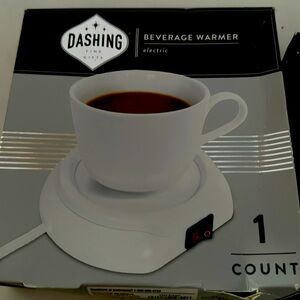 DASHING
FINE
GIFTS
BEVERAGE WARMER
electric
1
COUNT